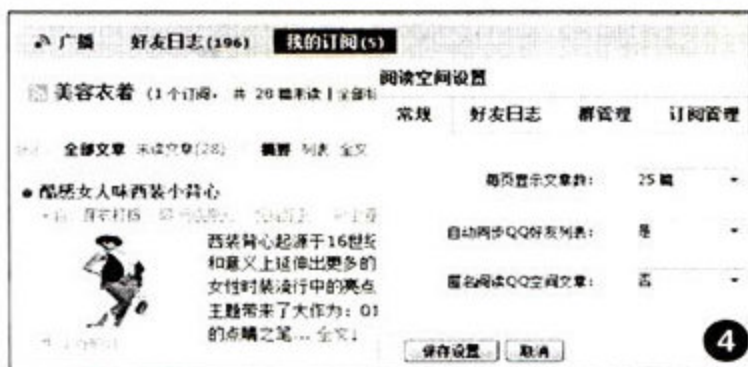 广播 好友日志(196) 我的订阅(5)
美容衣着 (1个订阅, 共 28篇未读 | 全部
全部文章 未读文章(28) 摘要 列表 全文
酷感女人味西装小背心
西装背心起源于16世纪
和意义上延伸出更多的
女性时装流行中的亮点
主题带来了大作为: 01
的点睛之笔... 全文↓
阅读空间设置
常规 好友日志 群管理 订阅管理
每页显示文章数: 25 篇
自动同步QQ好友列表: 是
匿名阅读QQ空间文章: 否
保存设置 取消
4